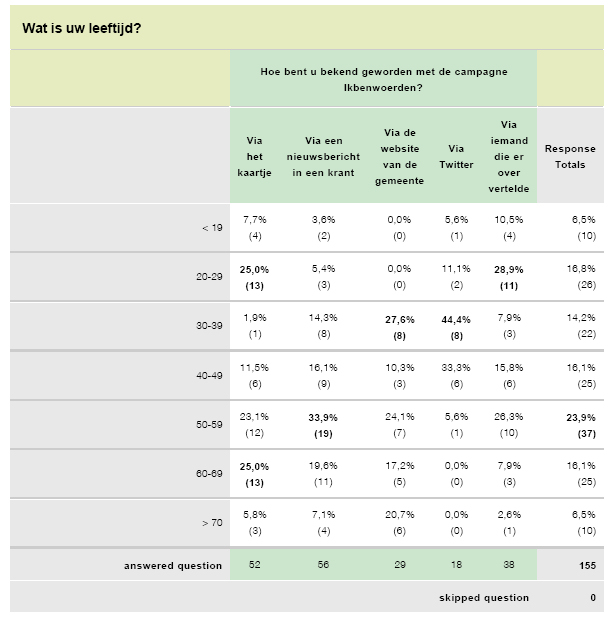 Wat is uw leeftijd?
Hoe bent u bekend geworden met de campagne
Ikbenwoerden?
Via
het
kaartje
Via een
nieuwsbericht
in een krant
Via de
website
van de
gemeente
Via
Twitter
Via
iemand
die er
over
vertelde
Response
Totals
< 19 7,7% 3,6% 0,0% 5,6% 10,5% 6,5%
(4) (2) (0) (1) (4) (10)
20-29 25,0% 5,4% 0,0% 11,1% 28,9% 16,8%
(13) (3) (0) (2) (11) (26)
30-39 1,9% 14,3% 27,6% 44,4% 7,9% 14,2%
(1) (8) (8) (8) (3) (22)
40-49 11,5% 16,1% 10,3% 33,3% 15,8% 16,1%
(6) (9) (3) (6) (6) (25)
50-59 23,1% 33,9% 24,1% 5,6% 26,3% 23,9%
(12) (19) (7) (1) (10) (37)
60-69 25,0% 19,6% 17,2% 0,0% 7,9% 16,1%
(13) (11) (5) (0) (3) (25)
> 70 5,8% 7,1% 20,7% 0,0% 2,6% 6,5%
(3) (4) (6) (0) (1) (10)
answered question 52 56 29 18 38 155
skipped question 0